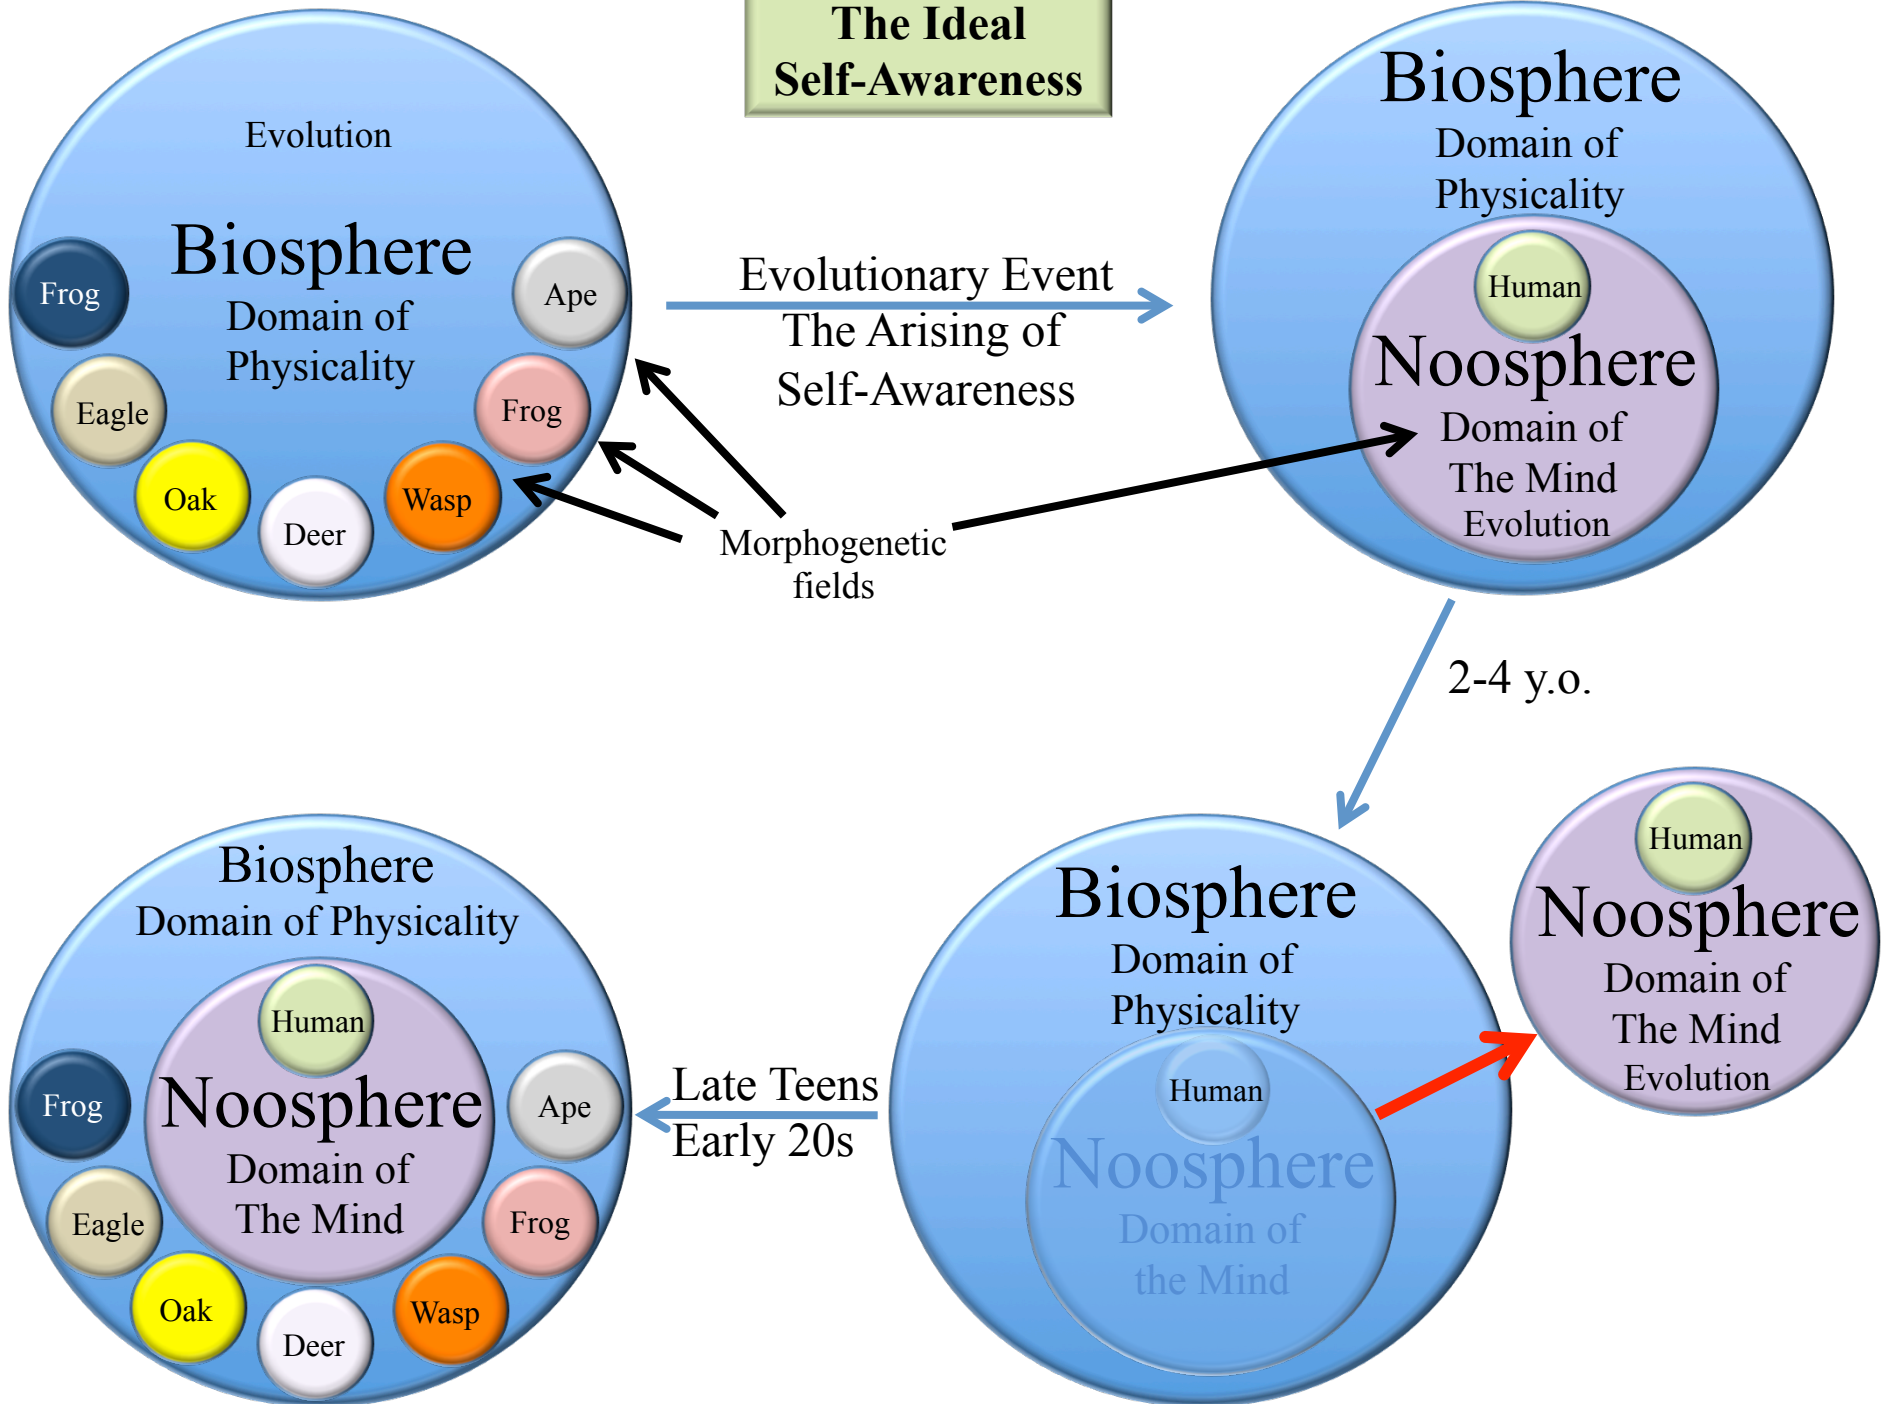 The Ideal
Self-Awareness
Evolution
Biosphere
Domain of
Physicality
Frog
Eagle
Oak
Deer
Wasp
Frog
Ape
Evolutionary Event
The Arising of
Self-Awareness
Morphogenetic
fields
Biosphere
Domain of
Physicality
Human
Noosphere
Domain of
The Mind
Evolution
2-4 y.o.
Human
Noosphere
Domain of
The Mind
Evolution
Biosphere
Domain of
Physicality
Human
Noosphere
Domain of
the Mind
Late Teens
Early 20s
Biosphere
Domain of Physicality
Human
Noosphere
Domain of
The Mind
Frog
Eagle
Oak
Deer
Wasp
Frog
Ape